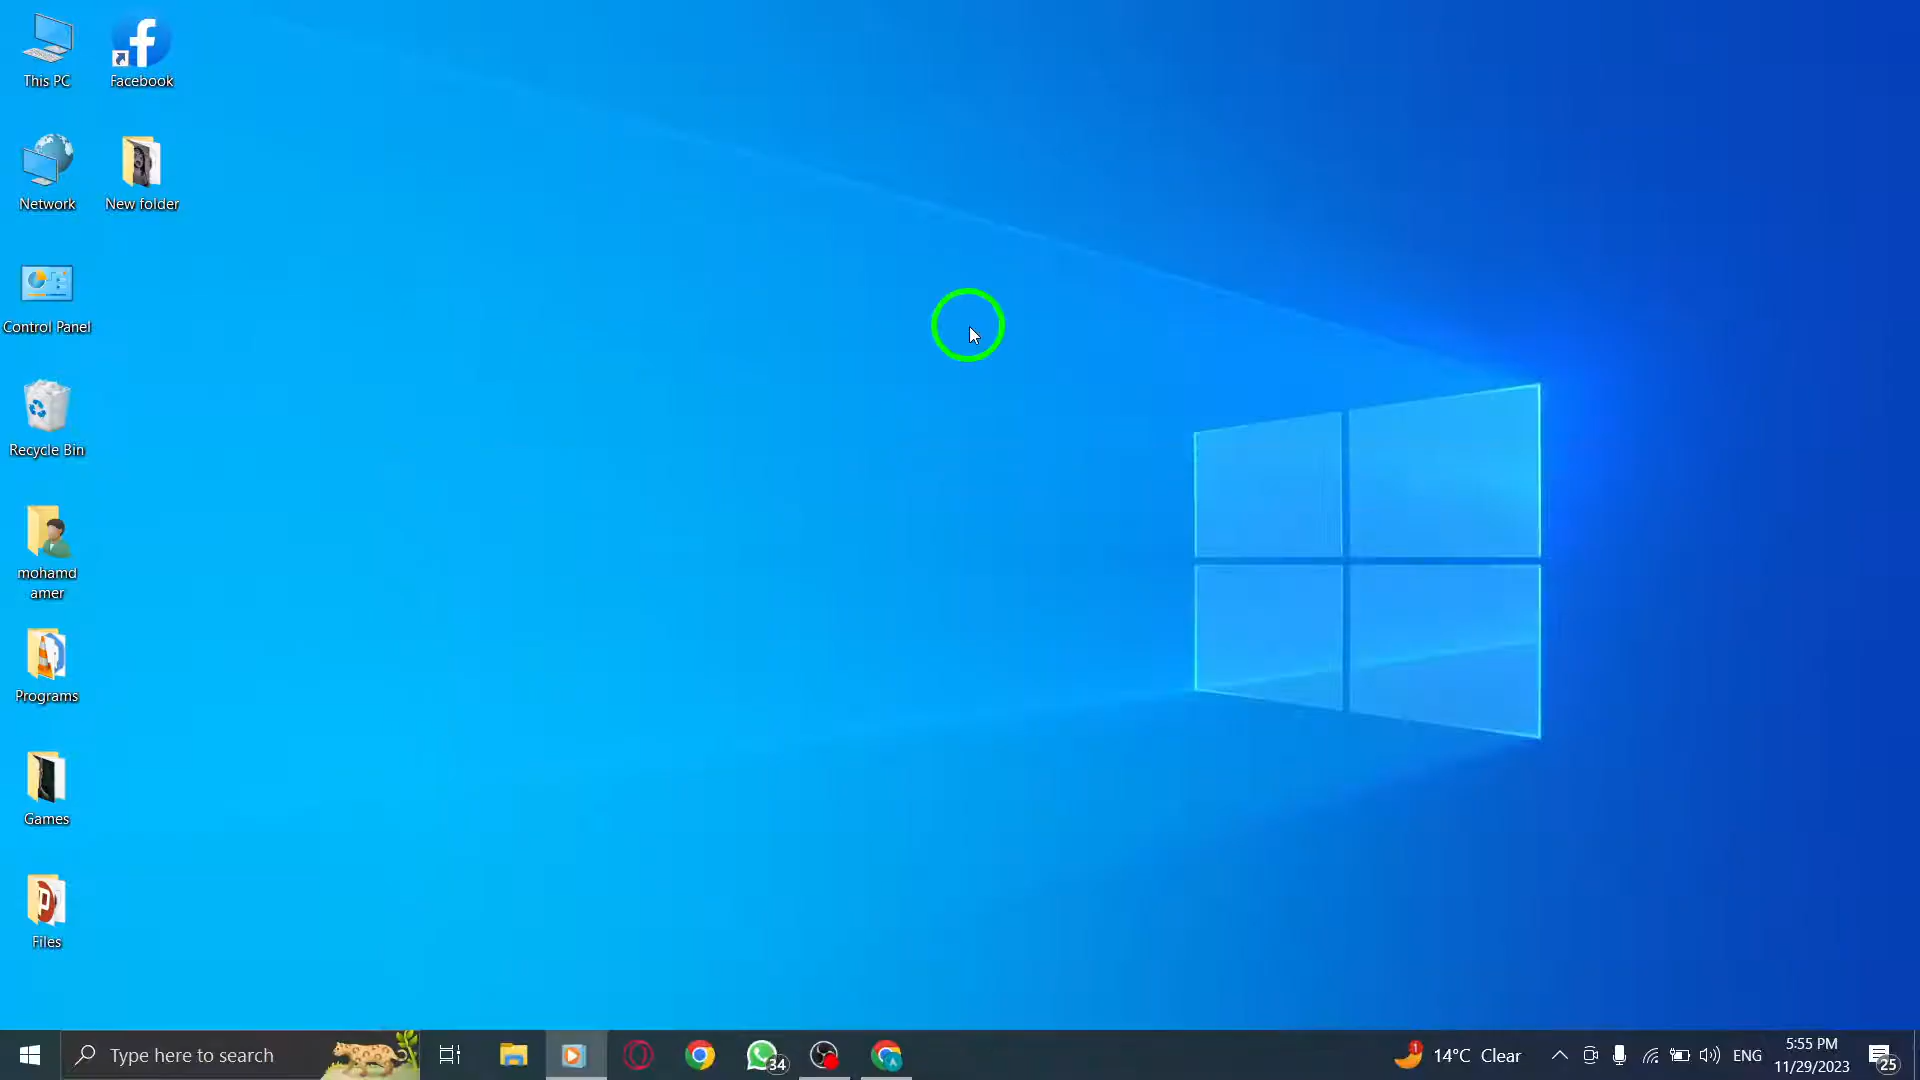 This PC
Facebook
Network
New folder
Control Panel
Recycle Bin
mohamd
amer
Programs
Games
Files
Type here to search
34
1
14°C Clear
ENG
5:55 PM
11/29/2023
25